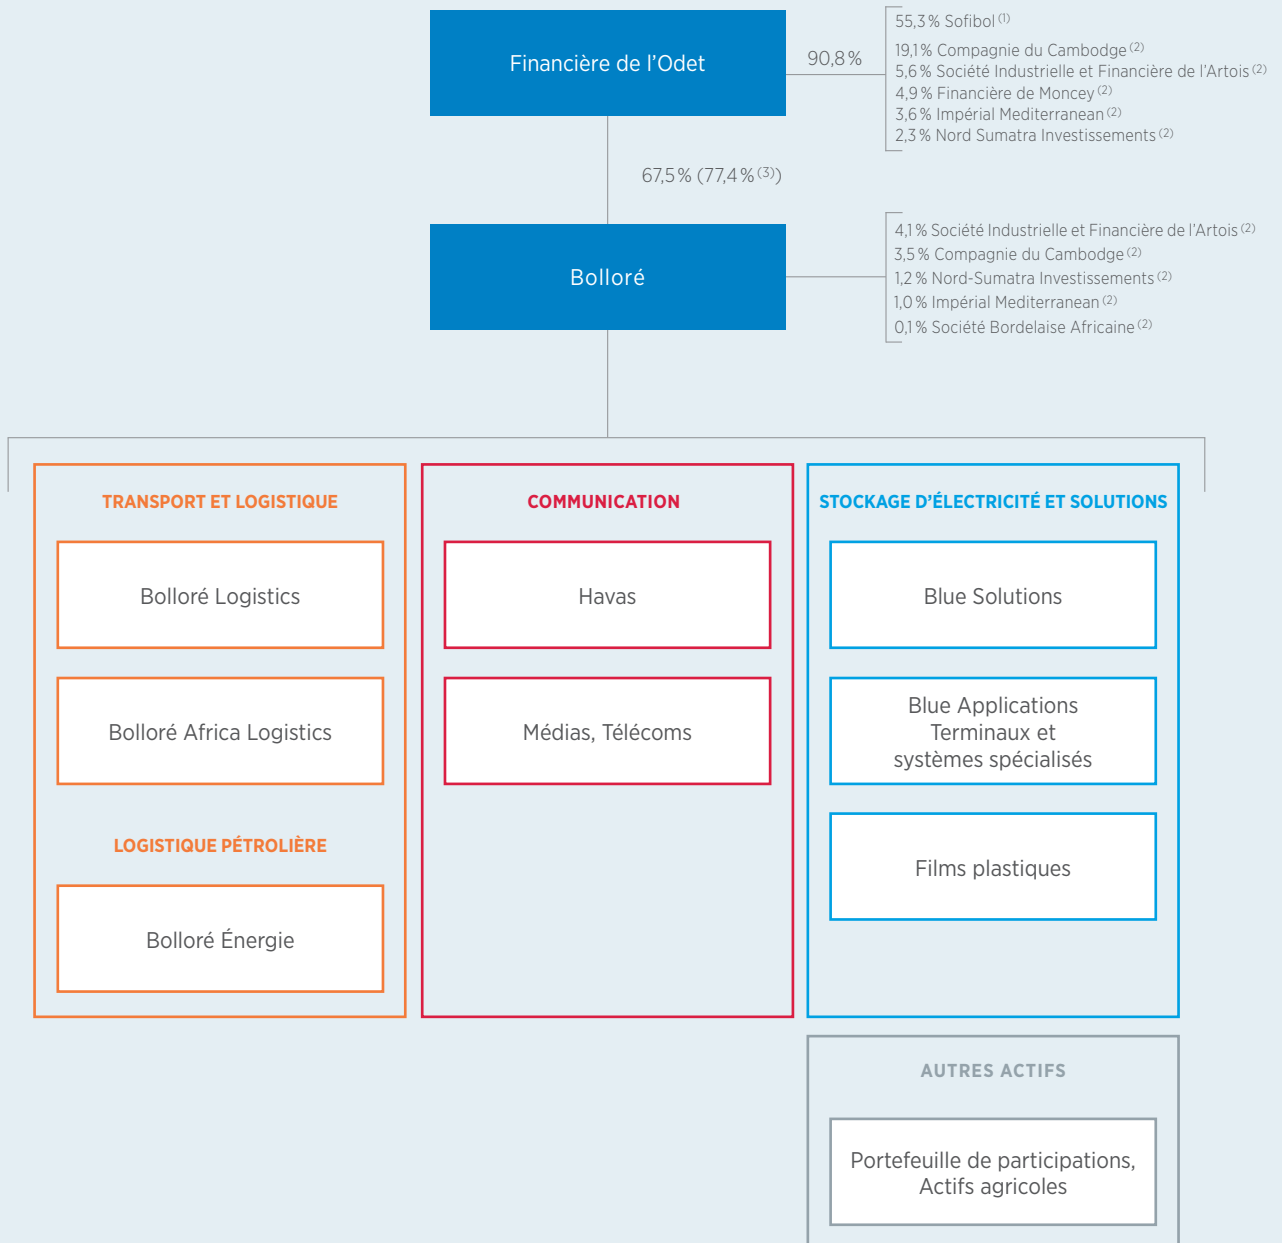 Financière de l’Odet
90,8 %
55,3 % Sofibol (1)
19,1 % Compagnie du Cambodge (2)
5,6 % Société Industrielle et Financière de l’Artois (2)
4,9 % Financière de Moncey (2)
3,6 % Impérial Mediterranean (2)
2,3 % Nord Sumatra Investissements (2)
67,5 % (77,4 % (3))
Bolloré
4,1 % Société Industrielle et Financière de l’Artois (2)
3,5 % Compagnie du Cambodge (2)
1,2 % Nord-Sumatra Investissements (2)
1,0 % Impérial Mediterranean (2)
0,1 % Société Bordelaise Africaine (2)
TRANSPORT ET LOGISTIQUE
Bolloré Logistics
Bolloré Africa Logistics
LOGISTIQUE PÉTROLIÈRE
Bolloré Énergie
COMMUNICATION
Havas
Médias, Télécoms
STOCKAGE D’ÉLECTRICITÉ ET SOLUTIONS
Blue Solutions
Blue Applications
Terminaux et
systèmes spécialisés
Films plastiques
AUTRES ACTIFS
Portefeuille de participations,
Actifs agricoles